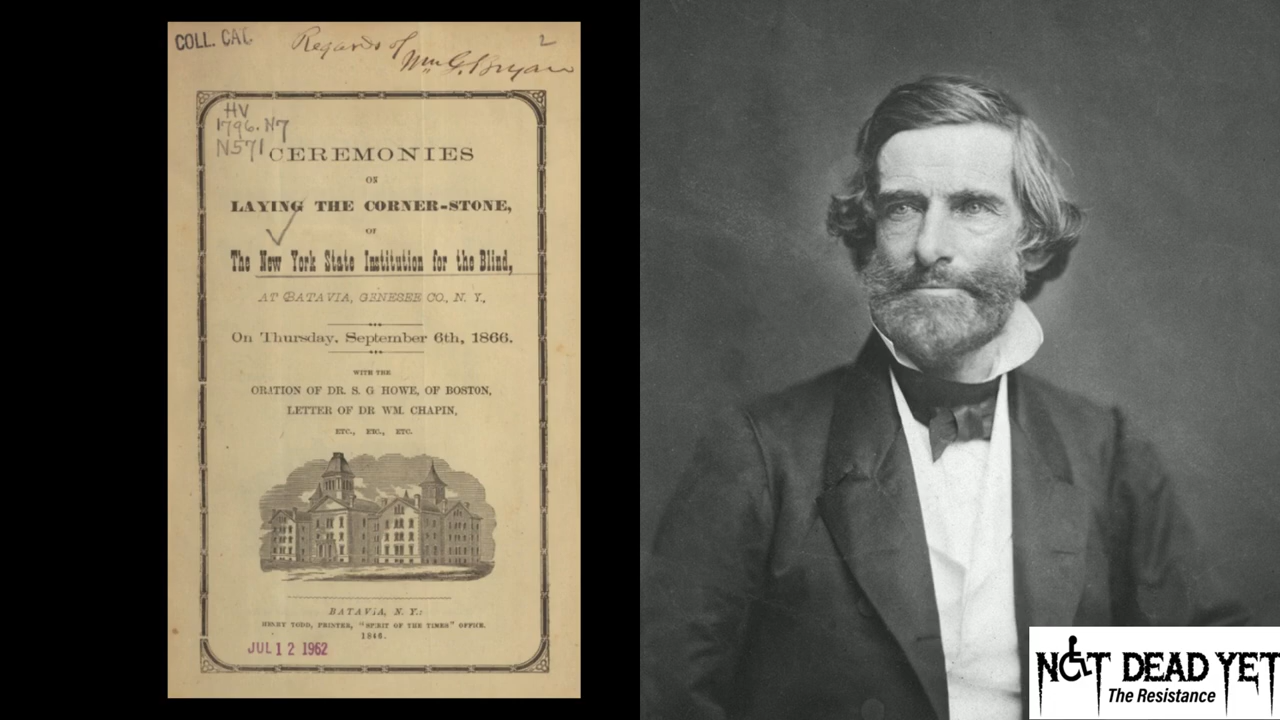 COLL. CAG
Regards of
Wm G. Bryan
2
HV
1796.N7
N571
CEREMONIES
ON
LAYING THE CORNER-STONE,
OF
The New York State Institution for the Blind,
AT BATAVIA, GENESEE CO., N. Y.,
On Thursday, September 6th, 1866.
WITH THE
ORATION OF DR. S. G HOWE, OF BOSTON,
LETTER OF DR WM. CHAPIN,
ETC., ETC., ETC.
BATAVIA, N. Y.:
HENRY TODD, PRINTER, "SPIRIT OF THE TIMES" OFFICE.
1846.
JUL 12 1962
NOT DEAD YET
The Resistance